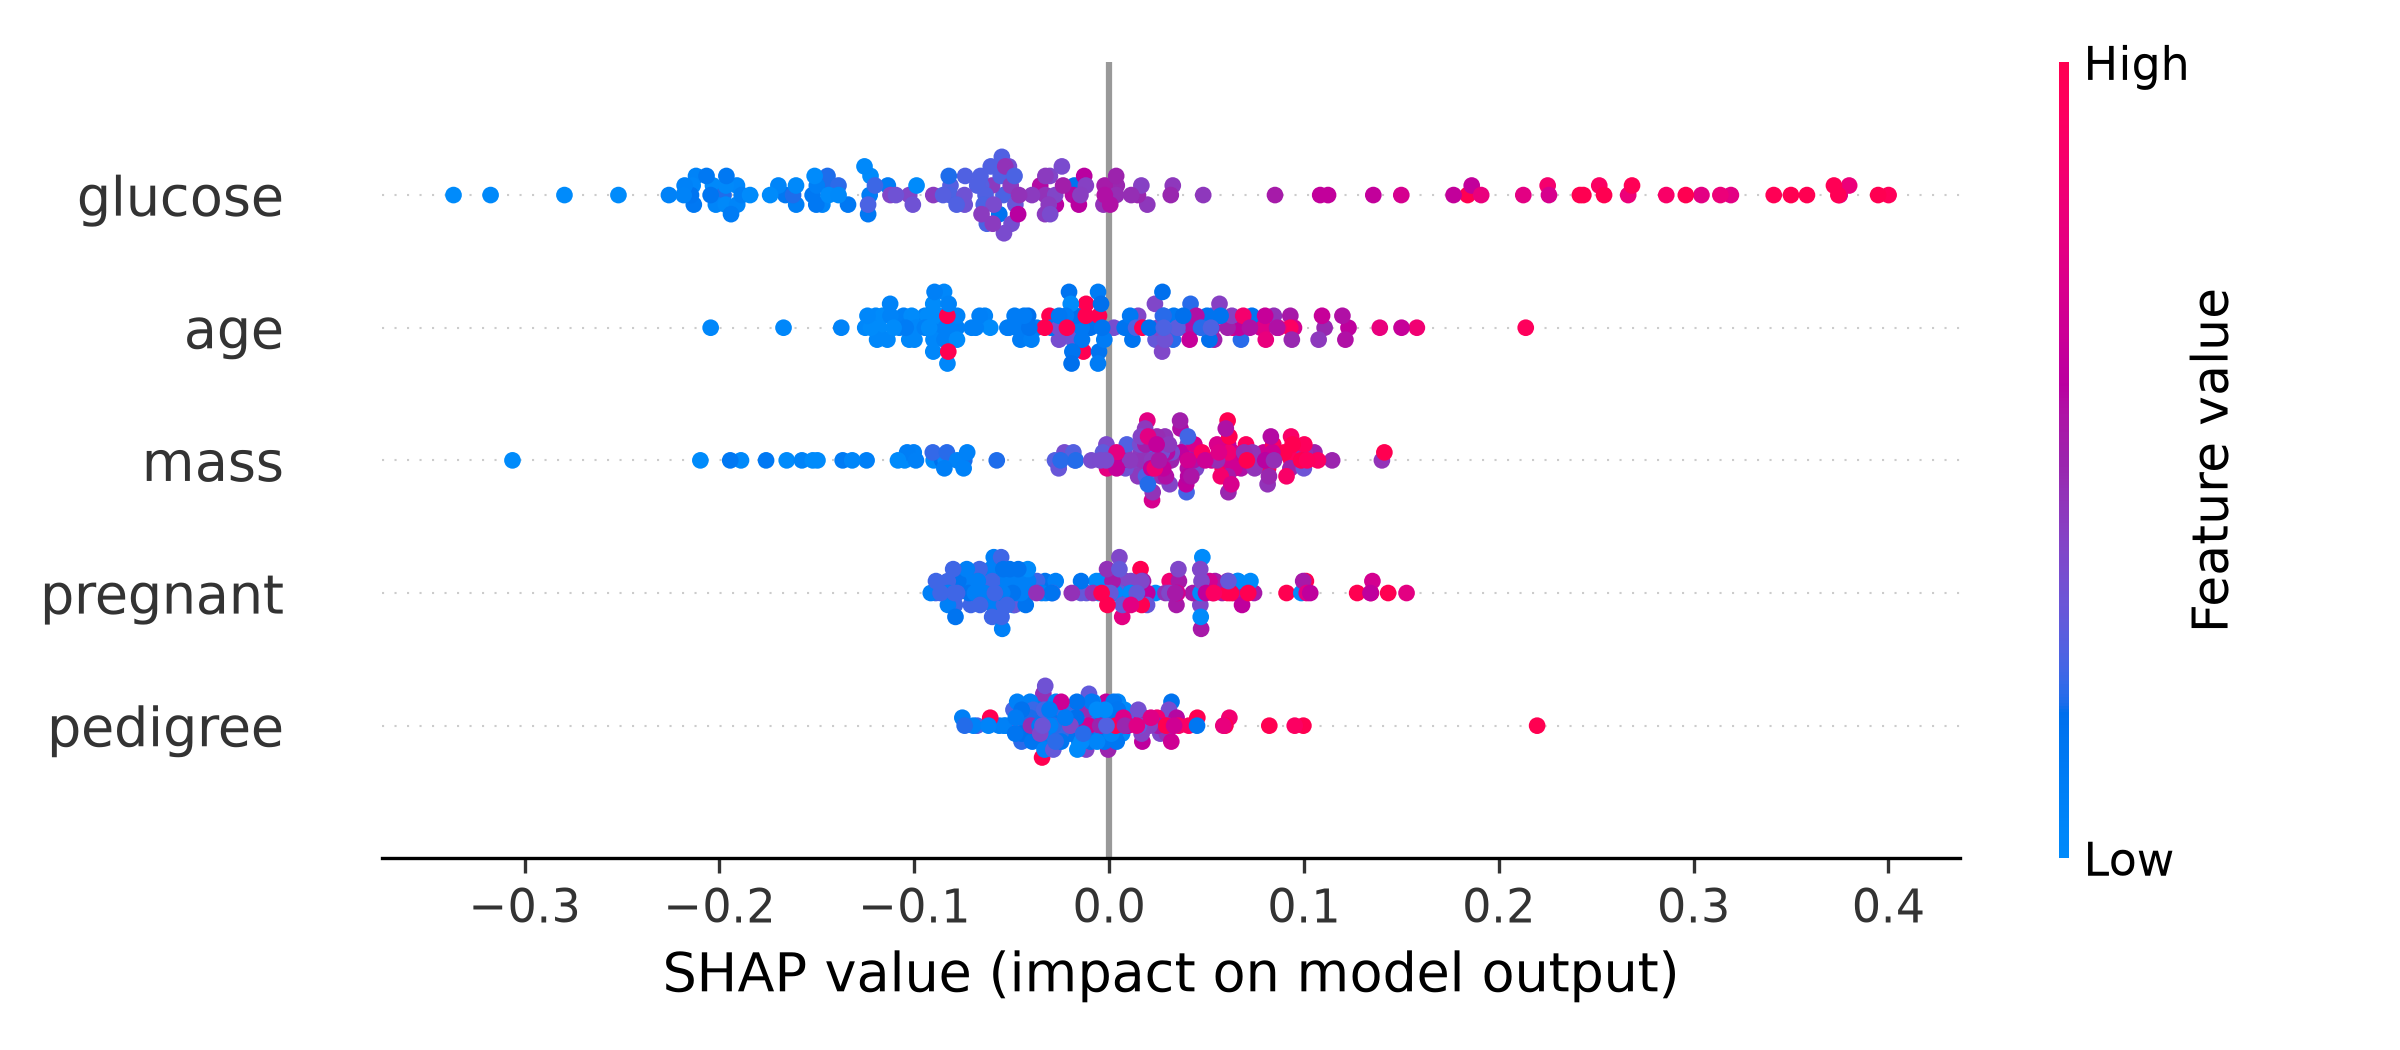 High
glucose
age
mass
pregnant
pedigree
Feature value
Low
−0.3 −0.2 −0.1 0.0 0.1 0.2 0.3 0.4
SHAP value (impact on model output)